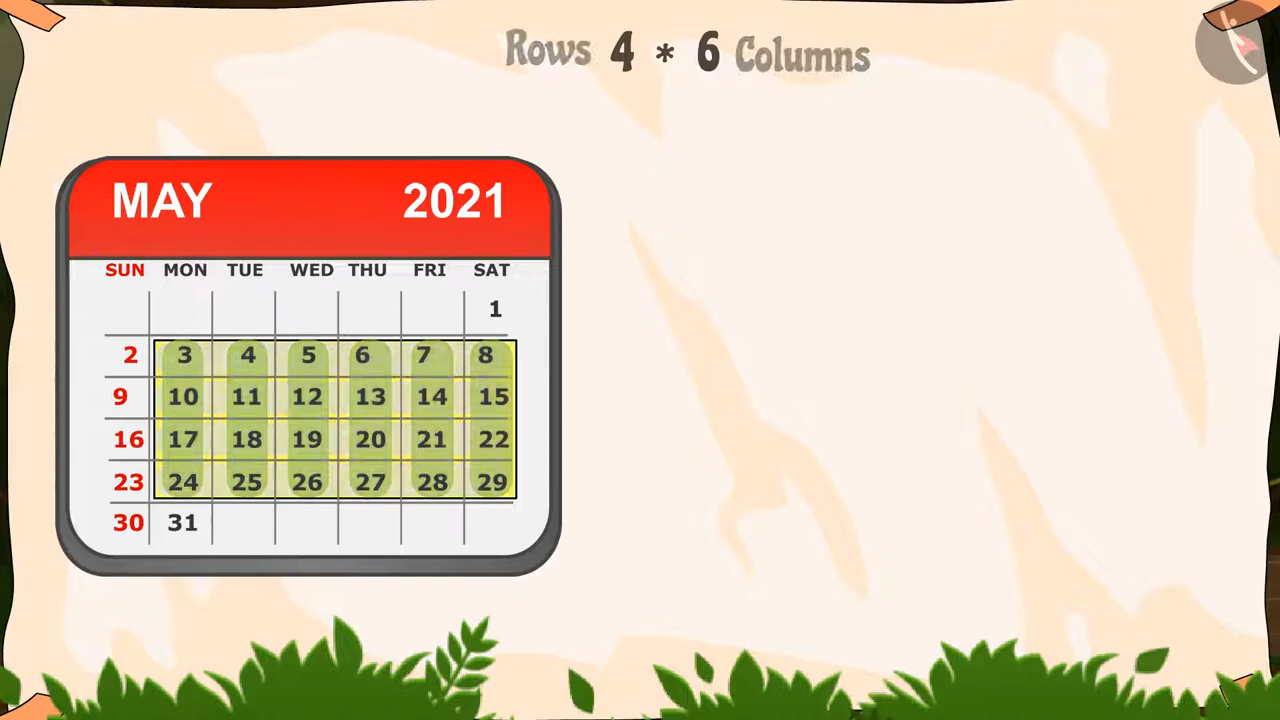 Rows 4 * 6 Columns
MAY 2021
SUN MON TUE WED THU FRI SAT
1
2 3 4 5 6 7 8
9 10 11 12 13 14 15
16 17 18 19 20 21 22
23 24 25 26 27 28 29
30 31